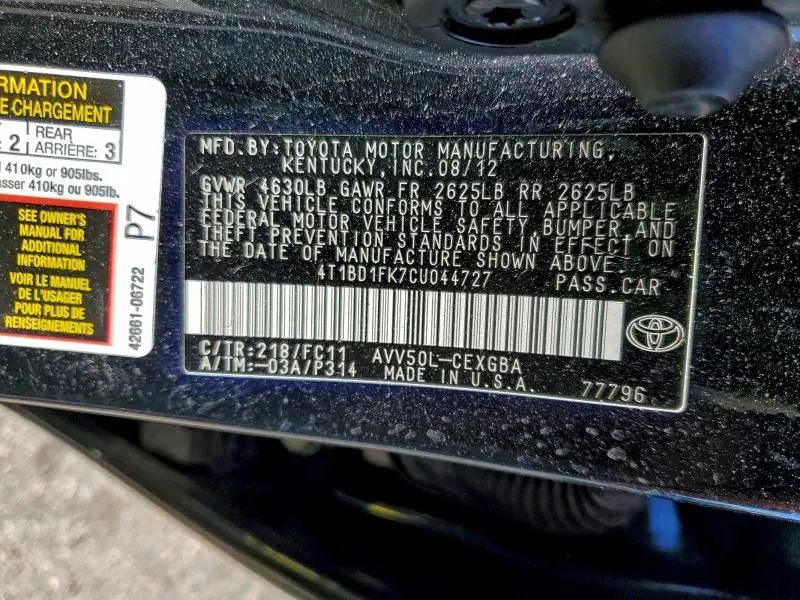 RMATION
E CHARGEMENT
2 REAR
ARRIÈRE: 3
410kg or 905lbs.
asser 410kg ou 905lb.
SEE OWNER'S
MANUAL FOR
ADDITIONAL
INFORMATION
VOIR LE MANUEL
DE L'USAGER
POUR PLUS DE
RENSEIGNEMENTS
P7
42661-06722
MFD.BY:TOYOTA MOTOR MANUFACTURING,
KENTUCKY,INC.08/12
GVWR 4630LB GAWR FR 2625LB RR 2625LB
THIS VEHICLE CONFORMS TO ALL APPLICABLE
FEDERAL MOTOR VEHICLE SAFETY,BUMPER,AND
THEFT PREVENTION STANDARDS IN EFFECT ON
THE DATE OF MANUFACTURE SHOWN ABOVE.
4T1BD1FK7CU044727 PASS.CAR
C/TR:218/FC11 AVV50L-CEXGBA
A/TM:-03A/P314 MADE IN U.S.A. 77796